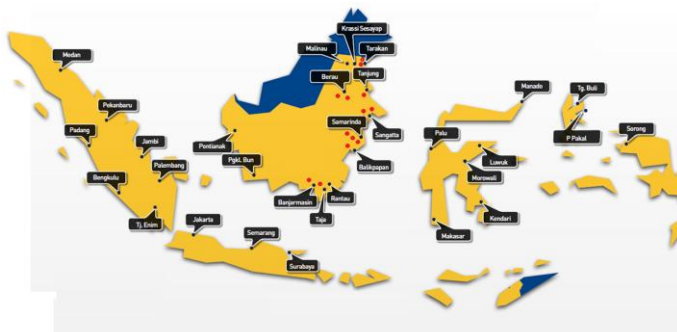 Krassi Sesayap
Medan
Malinau
Tarakan
Berau
Tanjung
Manado
Tg. Buli
Pekanbaru
Padang
Jambi
Pontianak
Samarinda
Sangatta
Palu
P Pakal
Sorong
Palembang
Pgkl. Bun
Balikpapan
Luwuk
Morowali
Bengkulu
Banjarmasin
Rantau
Tj. Enim
Jakarta
Taja
Kendari
Semarang
Makasar
Surabaya